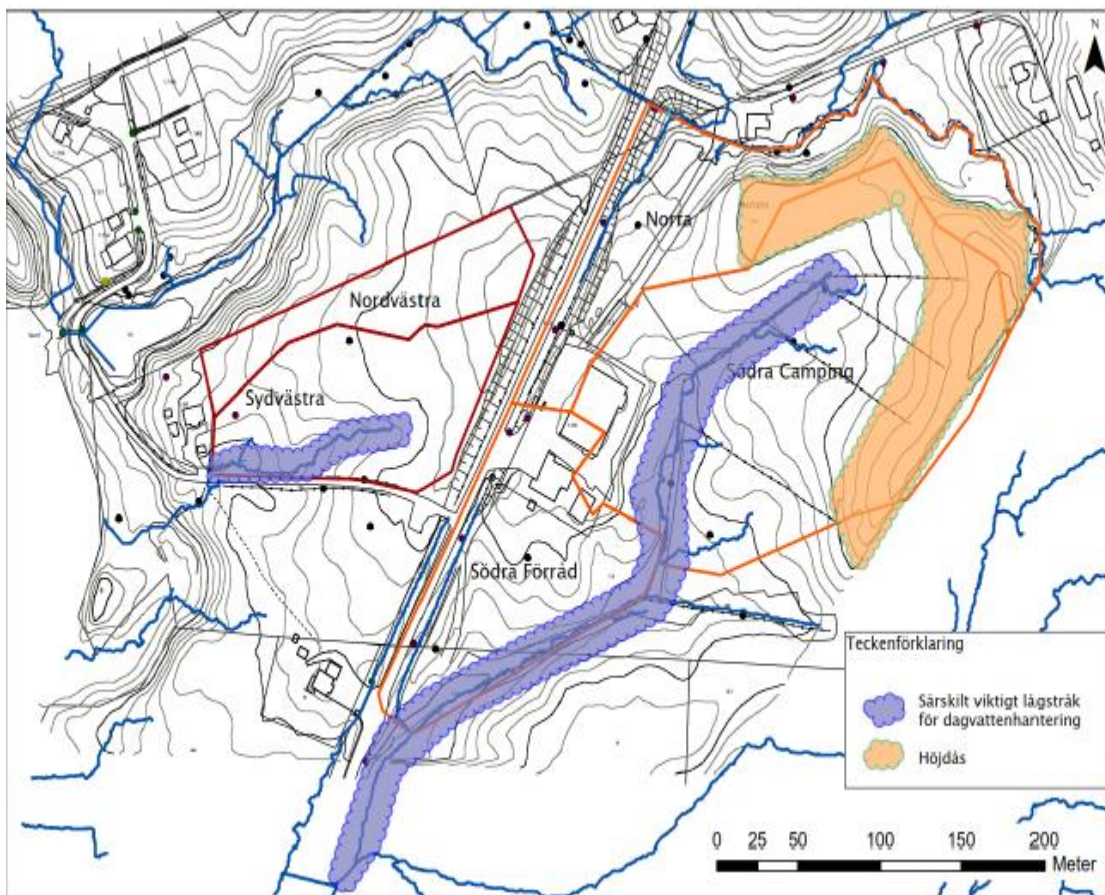 N
Norra
Nordvästra
Södra Camping
Sydvästra
Södra Förråd
Teckenförklaring
Särskilt viktigt lågstråk
för dagvattenhantering
Höjdås
0 25 50 100 150 200
Meter